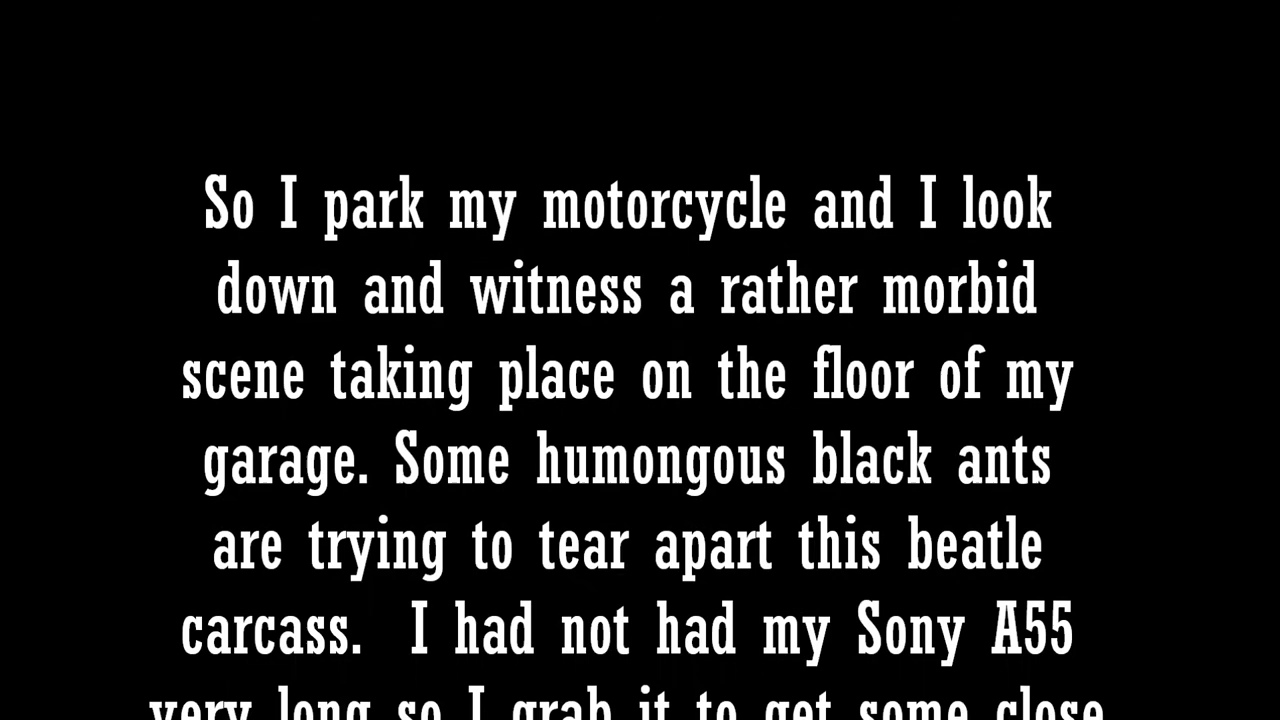 So I park my motorcycle and I look
down and witness a rather morbid
scene taking place on the floor of my
garage. Some humongous black ants
are trying to tear apart this beatle
carcass. I had not had my Sony A55
very long so I grab it to get some close